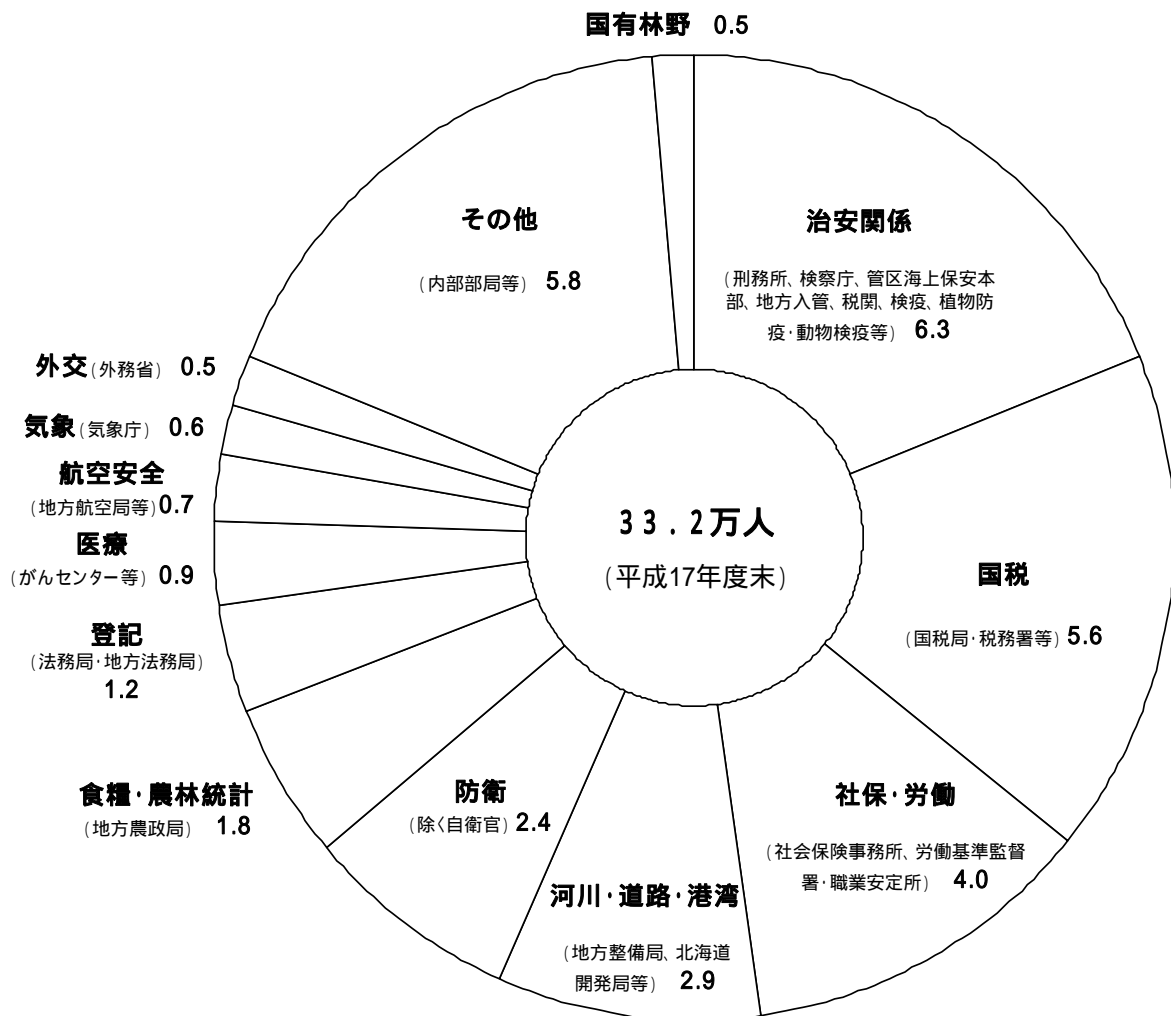 国有林野 0.5
治安関係
(刑務所、検察庁、管区海上保安本
部、地方入管、税関、検疫、植物防
疫・動物検疫等) 6.3
国税
(国税局・税務署等) 5.6
社保・労働
(社会保険事務所、労働基準監督
署・職業安定所) 4.0
河川・道路・港湾
(地方整備局、北海道
開発局等) 2.9
防衛
(除く自衛官) 2.4
食糧・農林統計
(地方農政局) 1.8
登記
(法務局・地方法務局)
1.2
医療
(がんセンター等) 0.9
航空安全
(地方航空局等) 0.7
気象(気象庁) 0.6
外交(外務省) 0.5
その他
(内部部局等) 5.8
33.2万人
(平成17年度末)